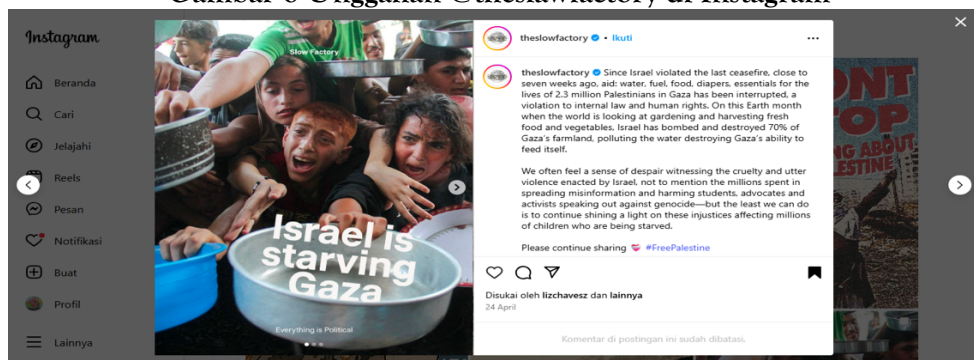 Gambar 6 Unggahan @theslawfactory di Instagram
Instagram
Beranda
Cari
Jelajahi
Reels
Pesan
Notifikasi
Buat
Profil
Lainnya
Slow Factory
Israel is
starving
Gaza
Everything is Political
theslowfactory • Ikuti
theslowfactory Since Israel violated the last ceasefire, close to
seven weeks ago, aid: water, fuel, food, diapers, essentials for the
lives of 2.3 million Palestinians in Gaza has been interrupted, a
violation to internal law and human rights. On this Earth month
when the world is looking at gardening and harvesting fresh
food and vegetables, Israel has bombed and destroyed 70% of
Gaza's farmland, polluting the water destroying Gaza's ability to
feed itself.
We often feel a sense of despair witnessing the cruelty and utter
violence enacted by Israel, not to mention the millions spent in
spreading misinformation and harming students, advocates and
activists speaking out against genocide—but the least we can do
is to continue shining a light on these injustices affecting millions
of children who are being starved.
Please continue sharing #FreePalestine
Disukai oleh lizchavesz dan lainnya
24 April
Komentar di postingan ini sudah dibatasi.